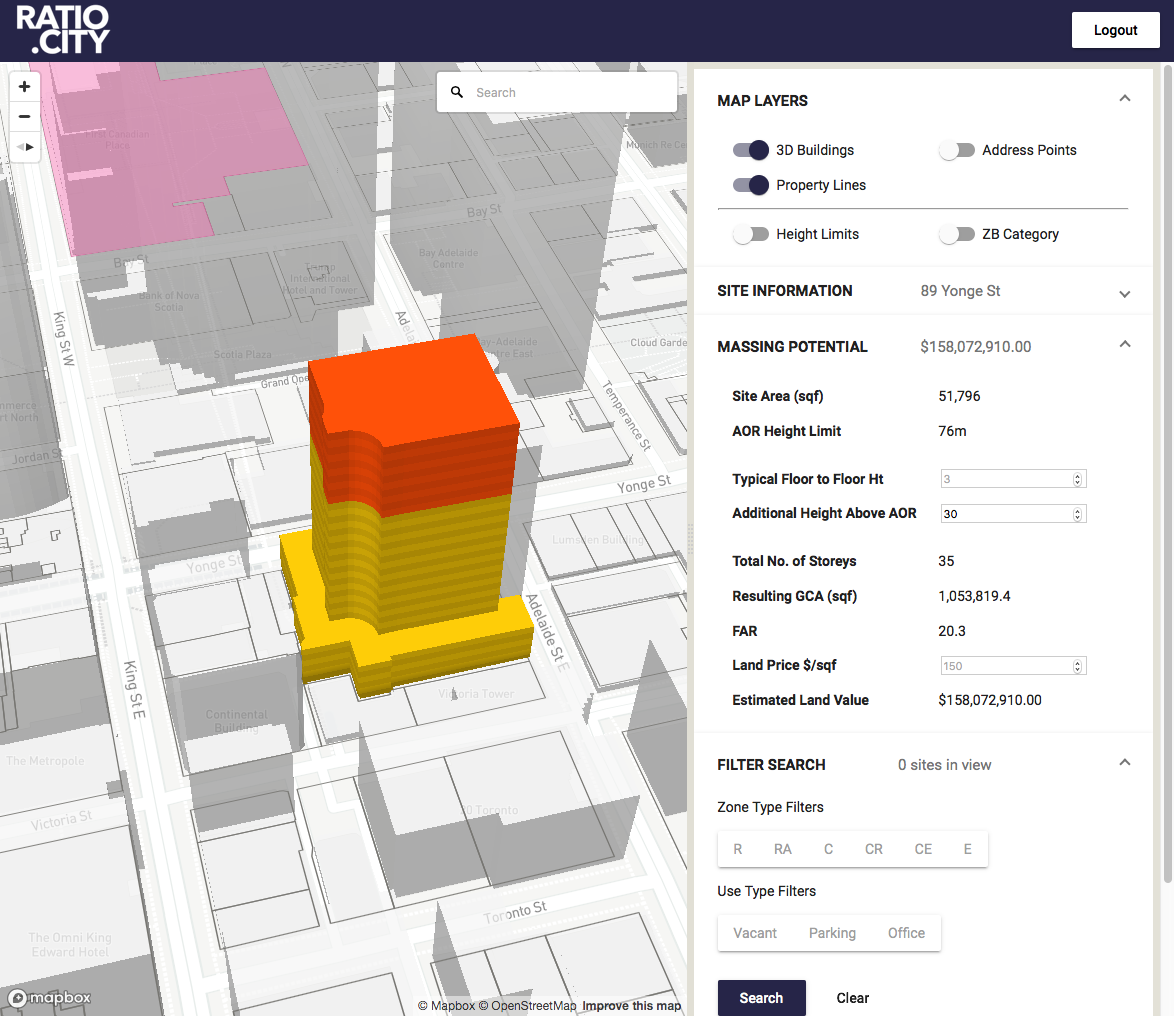 RATIO
.CITY
Logout
Search
First Canadian
Place
Munich Re Ce
Bay St
Bay Adelaide
Centre
Bay St
Trump
International
Hotel and Tower
Bank of Nova
Scotia
King St W
Adelai
Bay-Adelaide
ntre East
Cloud Garde
Scotia Plaza
Grand Ope
Temperance St
mmerce
rt North
Jordan St
Yonge St
Lumsden Building
Yonge St
Adelaide St E
King St E
Victoria Tower
Continental
Building
The Metropole
Victoria St
20 Toronto
Toronto St
The Omni King
Edward Hotel
mapbox
© Mapbox © OpenStreetMap Improve this map
MAP LAYERS
3D Buildings
Address Points
Property Lines
Height Limits
ZB Category
SITE INFORMATION 89 Yonge St
MASSING POTENTIAL $158,072,910.00
Site Area (sqf) 51,796
AOR Height Limit 76m
Typical Floor to Floor Ht 3
Additional Height Above AOR 30
Total No. of Storeys 35
Resulting GCA (sqf) 1,053,819.4
FAR 20.3
Land Price $/sqf 150
Estimated Land Value $158,072,910.00
FILTER SEARCH 0 sites in view
Zone Type Filters
R RA C CR CE E
Use Type Filters
Vacant Parking Office
Search Clear